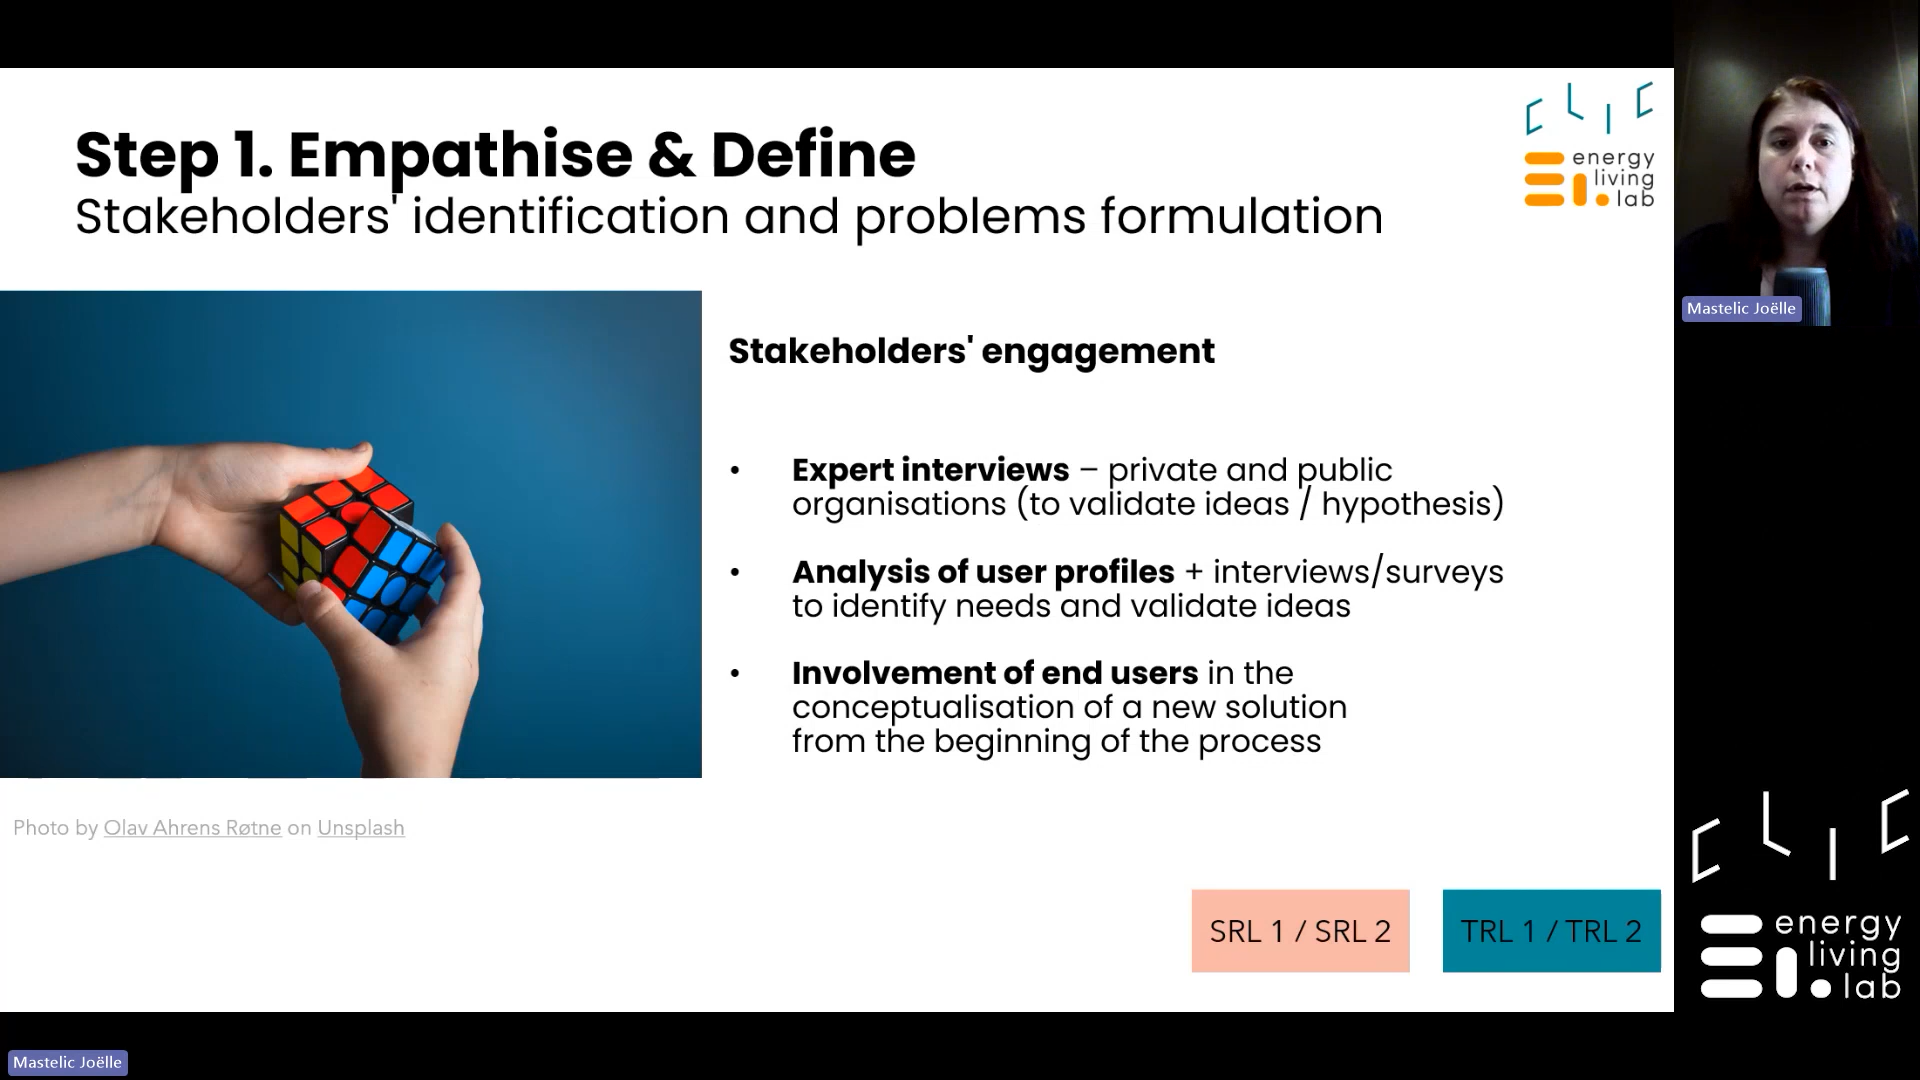 Step 1. Empathise & Define
Stakeholders' identification and problems formulation
CLIC
energy
living
lab
Mastelic Joëlle
Stakeholders' engagement
• Expert interviews – private and public
organisations (to validate ideas / hypothesis)
• Analysis of user profiles + interviews/surveys
to identify needs and validate ideas
• Involvement of end users in the
conceptualisation of a new solution
from the beginning of the process
Photo by Olav Ahrens Røtne on Unsplash
SRL 1 / SRL 2
TRL 1 / TRL 2
CLIC
energy
living
lab
Mastelic Joëlle